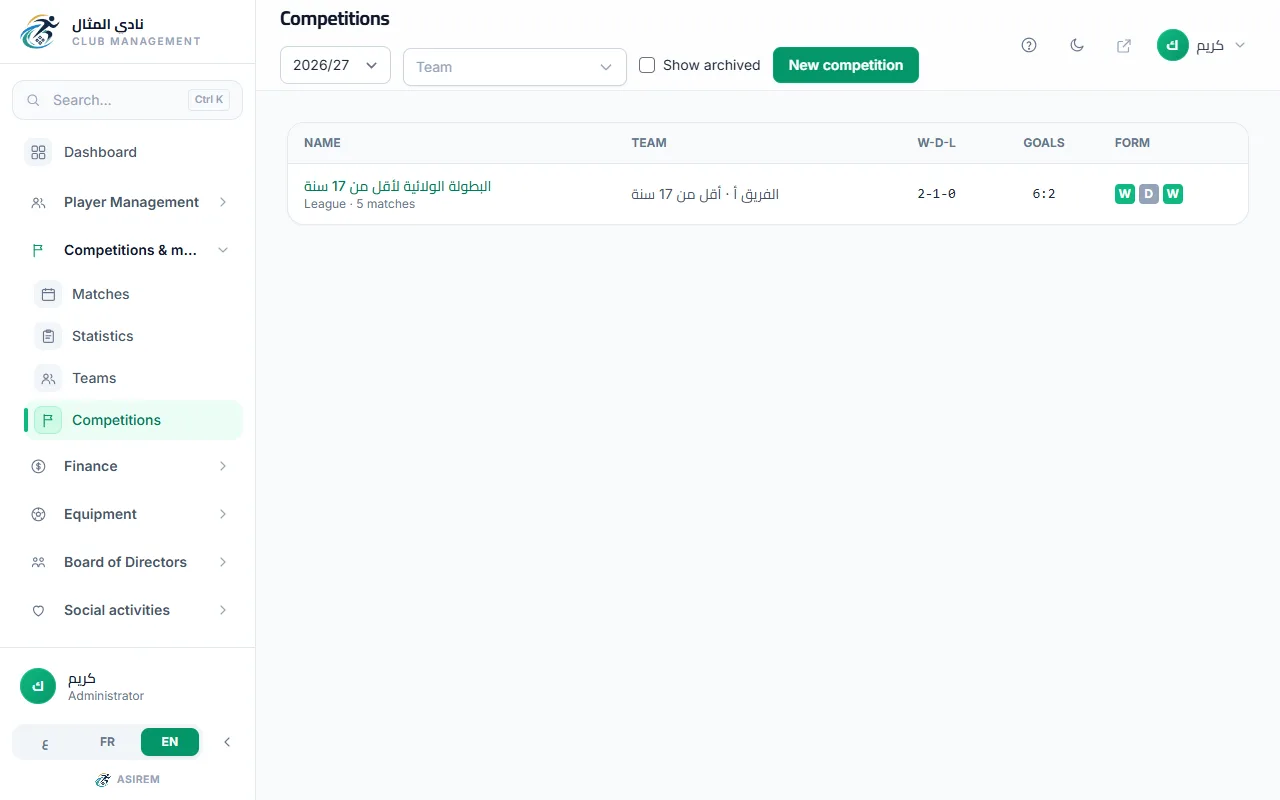 نادي المثال
CLUB MANAGEMENT
Search...
Ctrl K
Dashboard
Player Management
Competitions & m...
Matches
Statistics
Teams
Competitions
Finance
Equipment
Board of Directors
Social activities
كريم
Administrator
ع
FR
EN
ASIREM
Competitions
2026/27
Team
Show archived
New competition
ك
كريم
NAME
TEAM
W-D-L
GOALS
FORM
البطولة الولائية لأقل من 17 سنة
League · 5 matches
الفريق أ · أقل من 17 سنة
2-1-0
6:2
W D W